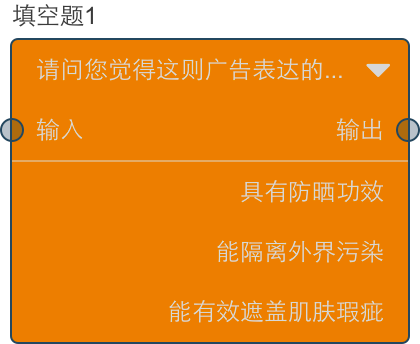 填空题1
请问您觉得这则广告表达的...
输入 输出
具有防晒功效
能隔离外界污染
能有效遮盖肌肤瑕疵